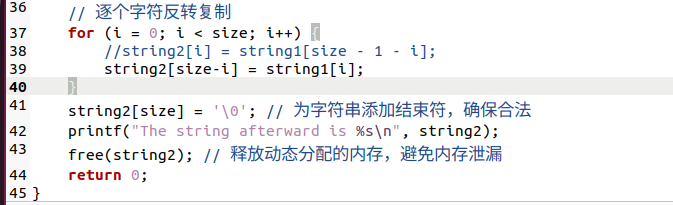 36 // 逐个字符反转复制
37 for (i = 0; i < size; i++) {
38 //string2[i] = string1[size - 1 - i];
39 string2[size-i] = string1[i];
40 }
41 string2[size] = '\0'; // 为字符串添加结束符，确保合法
42 printf("The string afterward is %s\n", string2);
43 free(string2); // 释放动态分配的内存，避免内存泄漏
44 return 0;
45 }